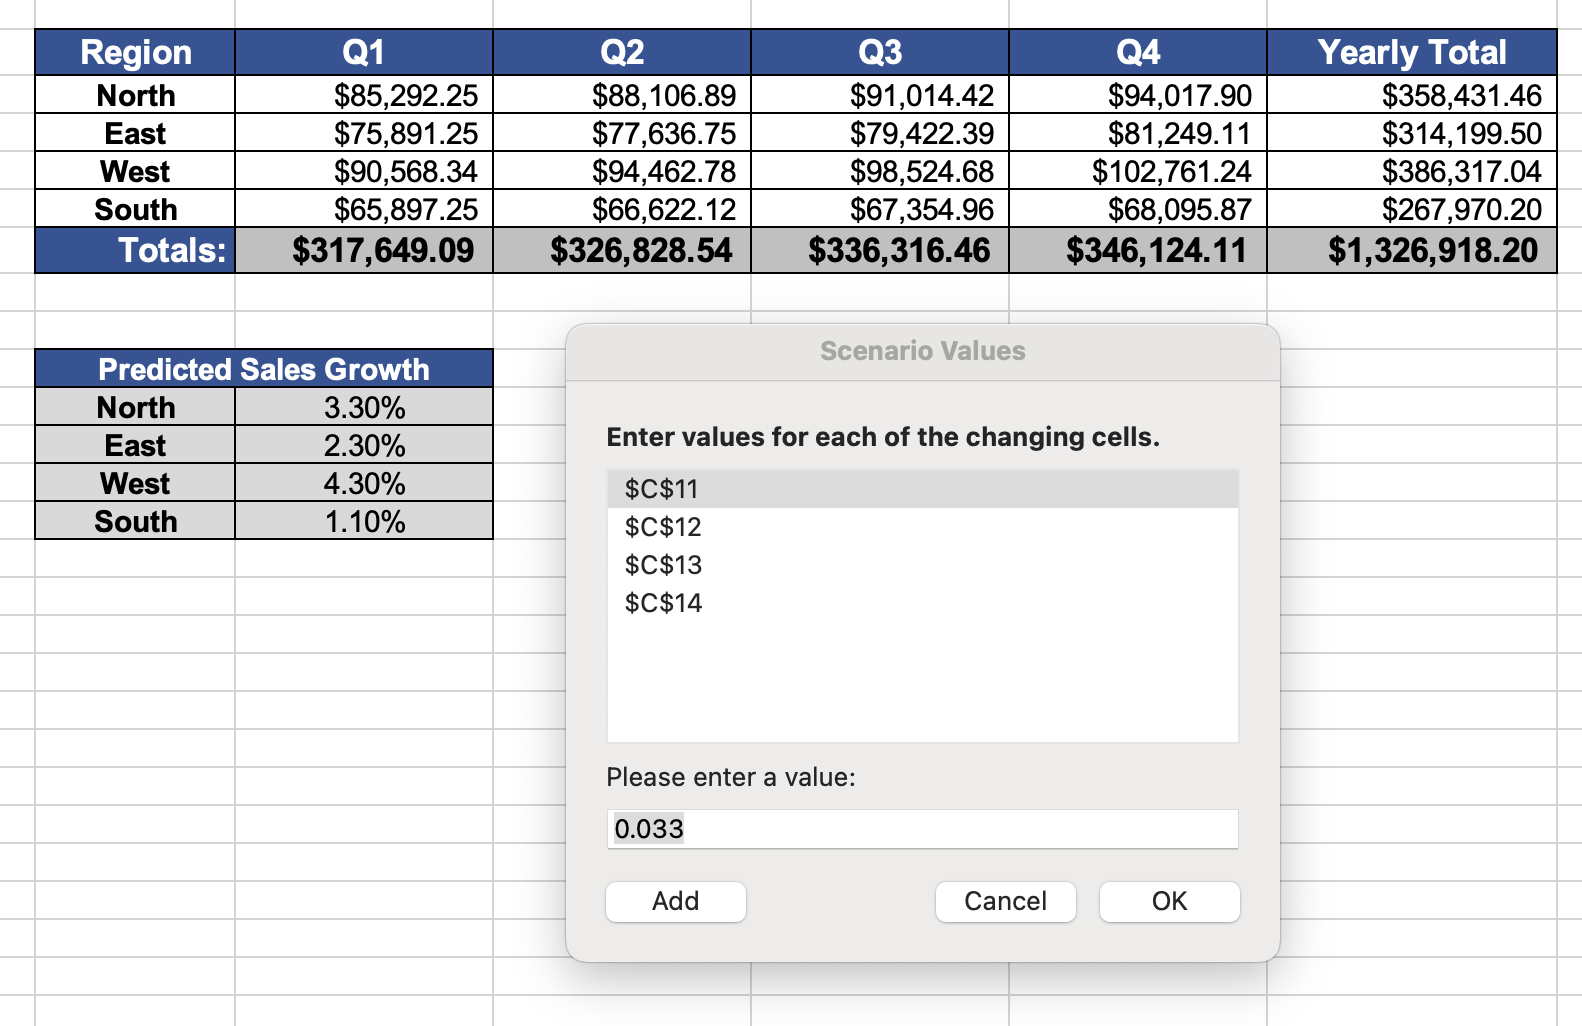 Region Q1 Q2 Q3 Q4 Yearly Total
North $85,292.25 $88,106.89 $91,014.42 $94,017.90 $358,431.46
East $75,891.25 $77,636.75 $79,422.39 $81,249.11 $314,199.50
West $90,568.34 $94,462.78 $98,524.68 $102,761.24 $386,317.04
South $65,897.25 $66,622.12 $67,354.96 $68,095.87 $267,970.20
Totals: $317,649.09 $326,828.54 $336,316.46 $346,124.11 $1,326,918.20
Predicted Sales Growth
North 3.30%
East 2.30%
West 4.30%
South 1.10%
Scenario Values
Enter values for each of the changing cells.
$C$11
$C$12
$C$13
$C$14
Please enter a value:
0.033
Add Cancel OK